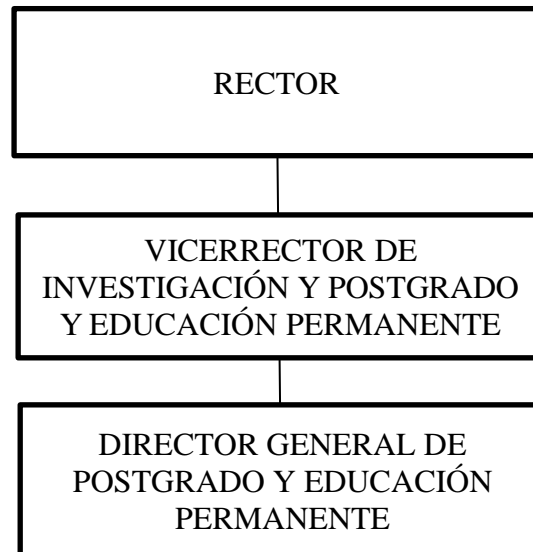 RECTOR
VICERRECTOR DE
INVESTIGACIÓN Y POSTGRADO
Y EDUCACIÓN PERMANENTE
DIRECTOR GENERAL DE
POSTGRADO Y EDUCACIÓN
PERMANENTE